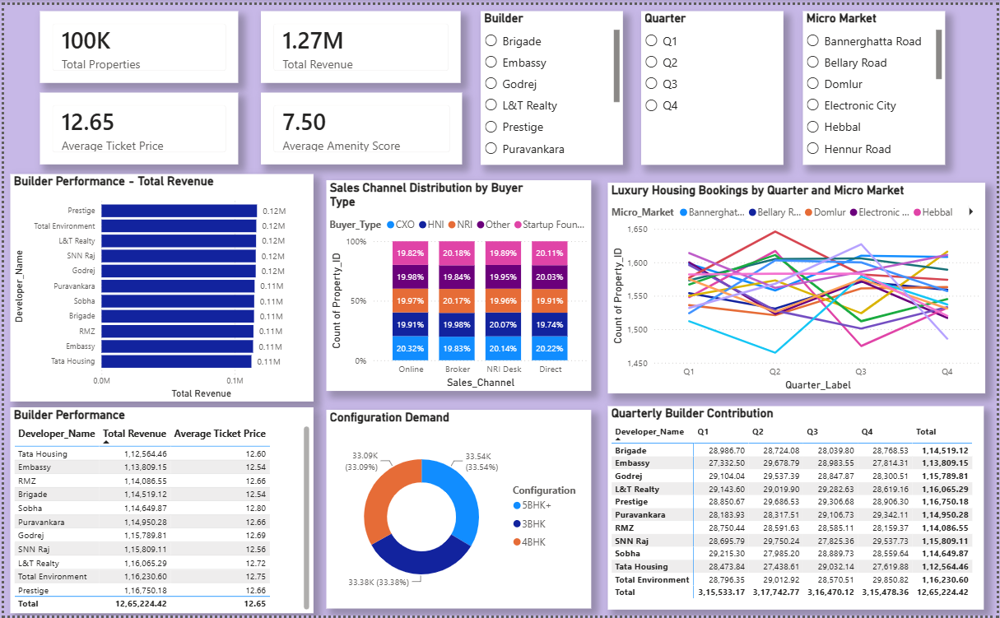 100K
Total Properties
1.27M
Total Revenue
12.65
Average Ticket Price
7.50
Average Amenity Score
Builder
Brigade
Embassy
Godrej
L&T Realty
Prestige
Puravankara
Quarter
Q1
Q2
Q3
Q4
Micro Market
Bannerghatta Road
Bellary Road
Domlur
Electronic City
Hebbal
Hennur Road
Builder Performance - Total Revenue
Developer_Name
Prestige 0.12M
Total Environment 0.12M
L&T Realty 0.12M
SNN Raj 0.12M
Godrej 0.12M
Puravankara 0.11M
Sobha 0.11M
Brigade 0.11M
RMZ 0.11M
Embassy 0.11M
Tata Housing 0.11M
0.0M 0.1M
Total Revenue
Sales Channel Distribution by Buyer
Type
Buyer_Type CXO HNI NRI Other Startup Foun...
Count of Property_ID
100%
50%
0%
19.82% 20.18% 19.89% 20.11%
19.98% 19.84% 19.95% 20.03%
19.97% 20.17% 19.96% 19.91%
19.91% 19.98% 20.07% 19.74%
20.32% 19.83% 20.14% 20.22%
Online Broker NRI Desk Direct
Sales_Channel
Luxury Housing Bookings by Quarter and Micro Market
Micro_Market Bannerghat... Bellary R... Domlur Electronic ... Hebbal
Count of Property_ID
1,650
1,600
1,550
1,500
1,450
Q1 Q2 Q3 Q4
Quarter_Label
Builder Performance
Developer_Name Total Revenue Average Ticket Price
Tata Housing 1,12,564.46 12.60
Embassy 1,13,809.15 12.54
RMZ 1,14,086.55 12.66
Brigade 1,14,519.12 12.54
Sobha 1,14,649.87 12.80
Puravankara 1,14,950.28 12.66
Godrej 1,15,789.81 12.69
SNN Raj 1,15,809.11 12.56
L&T Realty 1,16,065.29 12.72
Total Environment 1,16,230.60 12.75
Prestige 1,16,750.18 12.66
Total 12,65,224.42 12.65
Configuration Demand
33.09K
(33.09%)
33.54K
(33.54%)
33.38K (33.38%)
Configuration
5BHK+
3BHK
4BHK
Quarterly Builder Contribution
Developer_Name Q1 Q2 Q3 Q4 Total
Brigade 28,986.70 28,724.08 28,039.80 28,768.53 1,14,519.12
Embassy 27,332.50 29,678.79 28,983.55 27,814.31 1,13,809.15
Godrej 29,104.04 29,537.39 28,847.87 28,300.51 1,15,789.81
L&T Realty 29,143.60 29,019.90 29,282.63 28,619.16 1,16,065.29
Prestige 28,850.67 29,686.53 29,306.68 28,906.30 1,16,750.18
Puravankara 28,183.93 28,317.51 29,106.73 29,342.11 1,14,950.28
RMZ 28,750.44 28,591.63 28,585.11 28,159.37 1,14,086.55
SNN Raj 28,695.79 29,750.24 27,825.36 29,537.73 1,15,809.11
Sobha 29,215.30 27,985.20 28,889.73 28,559.64 1,14,649.87
Tata Housing 28,473.84 27,438.61 29,032.14 27,619.88 1,12,564.46
Total Environment 28,796.35 29,012.92 28,570.51 29,850.82 1,16,230.60
Total 3,15,533.17 3,17,742.77 3,16,470.12 3,15,478.36 12,65,224.42